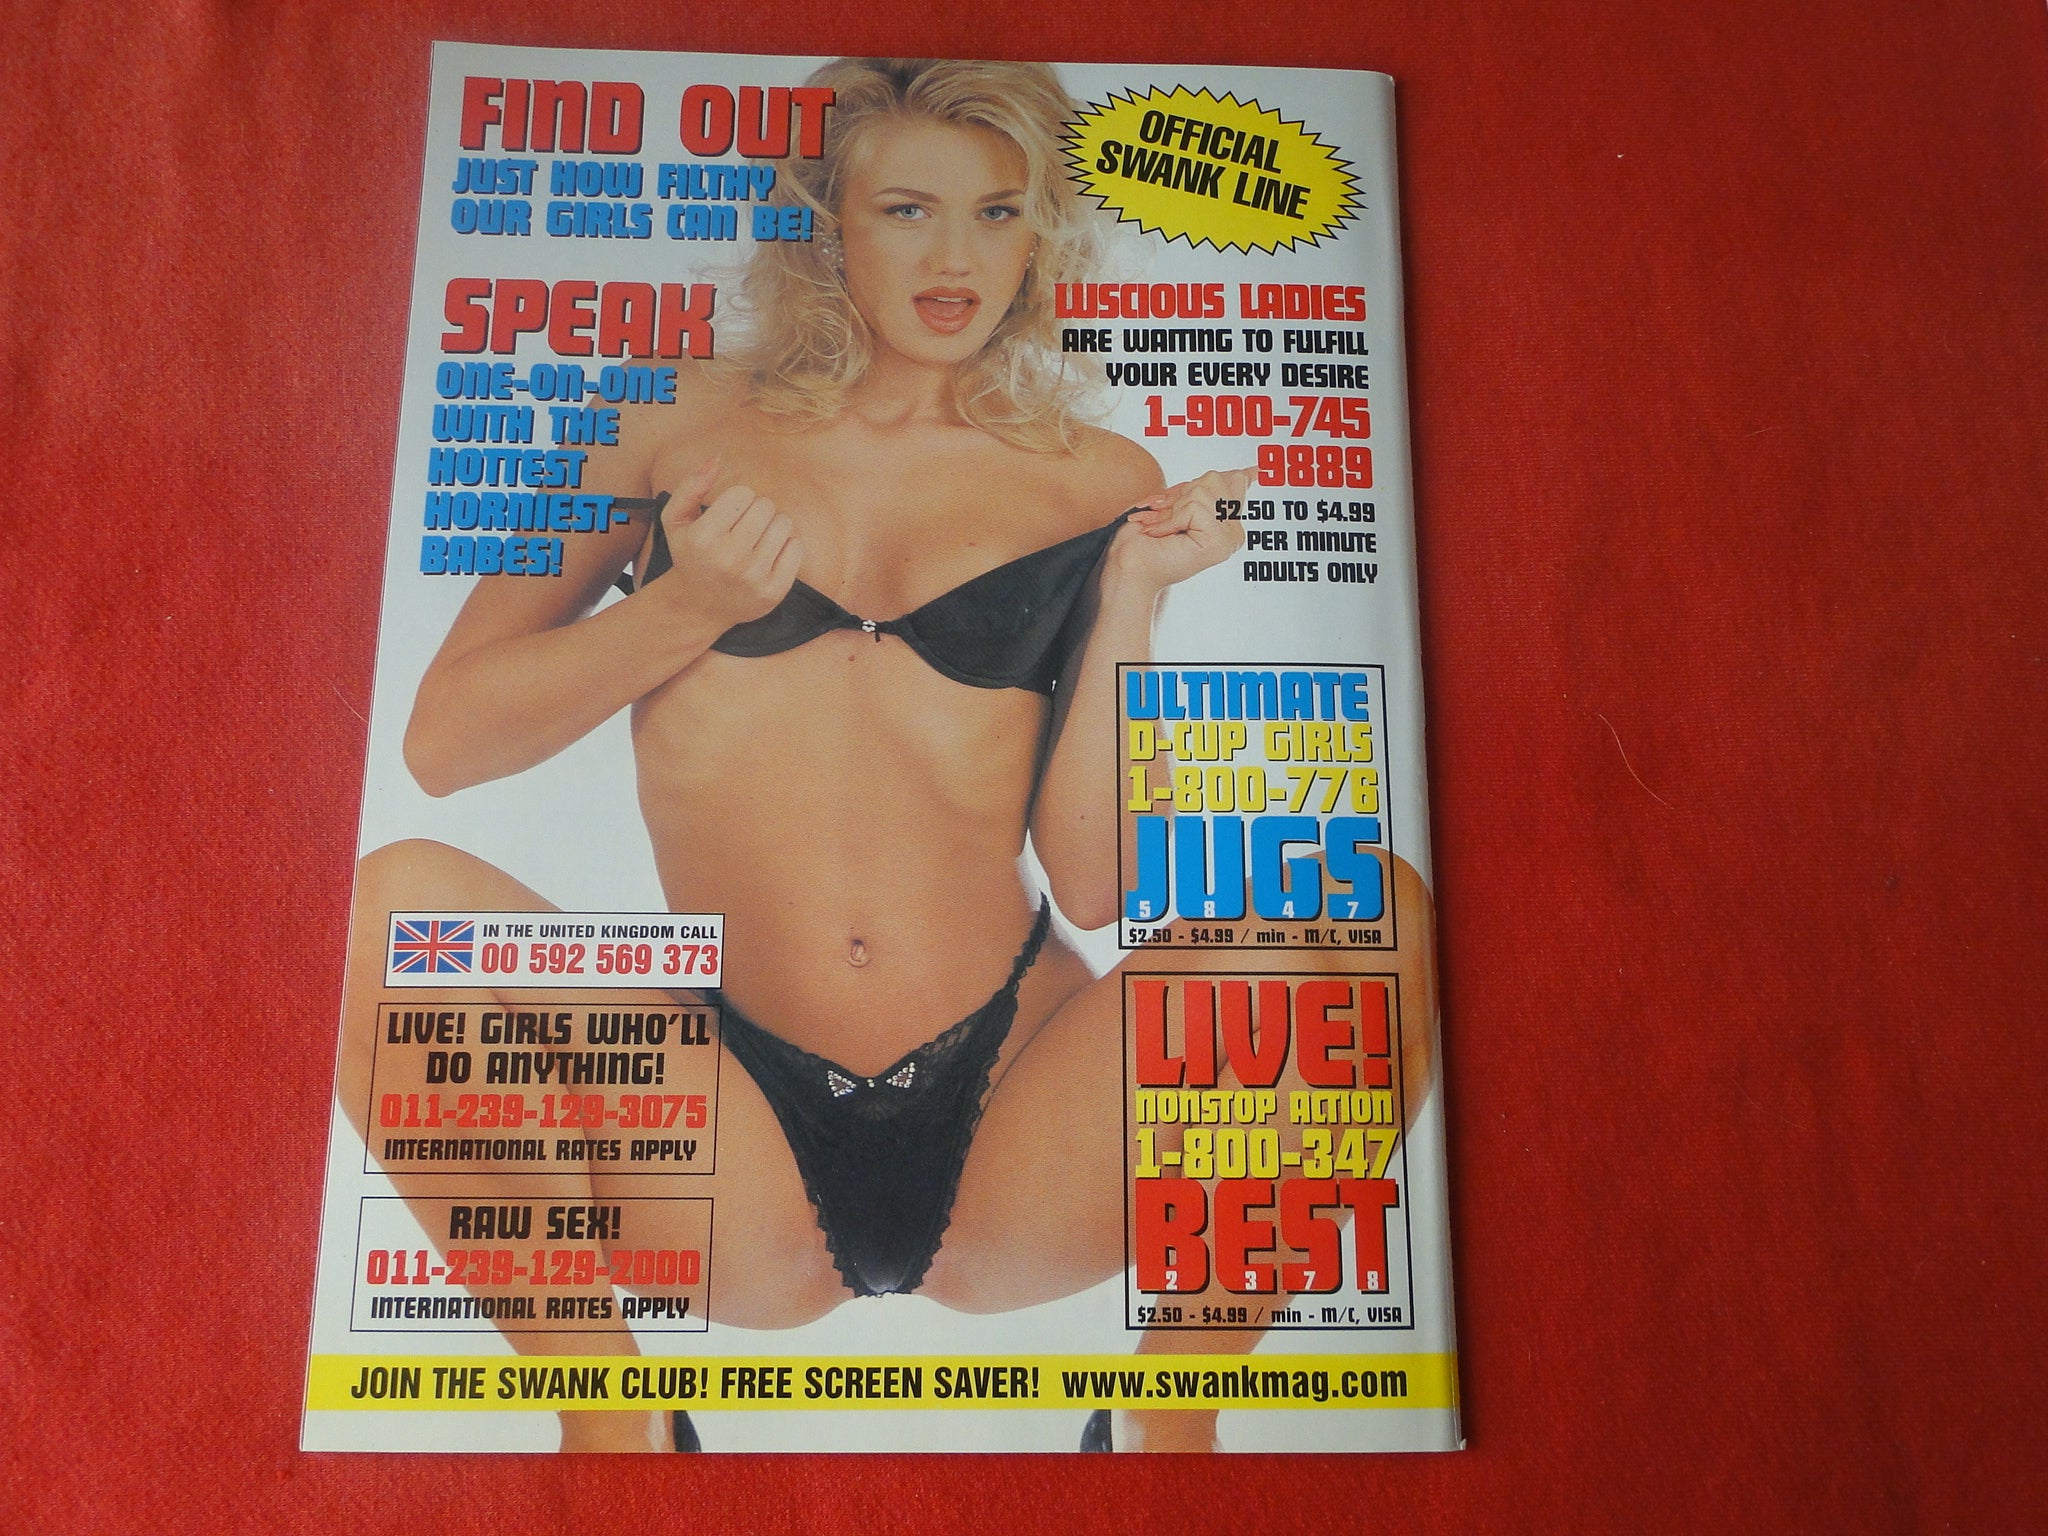 FIND OUT
JUST HOW FILTHY
OUR GIRLS CAN BE!
OFFICIAL
SWANK LINE
SPEAK
ONE-ON-ONE
WITH THE
HOTTEST
HORNIEST-
BABES!
LUSCIOUS LADIES
ARE WAITING TO FULFILL
YOUR EVERY DESIRE
1-900-745
9889
$2.50 TO $4.99
PER MINUTE
ADULTS ONLY
ULTIMATE
D-CUP GIRLS
1-800-776
JUGS
5 8 4 7
$2.50 - $4.99 / min - M/C, VISA
IN THE UNITED KINGDOM CALL
00 592 569 373
LIVE! GIRLS WHO'LL
DO ANYTHING!
011-239-129-3075
INTERNATIONAL RATES APPLY
RAW SEX!
011-239-129-2000
INTERNATIONAL RATES APPLY
LIVE!
NONSTOP ACTION
1-800-347
BEST
2 3 7 8
$2.50 - $4.99 / min - M/C, VISA
JOIN THE SWANK CLUB! FREE SCREEN SAVER! www.swankmag.com